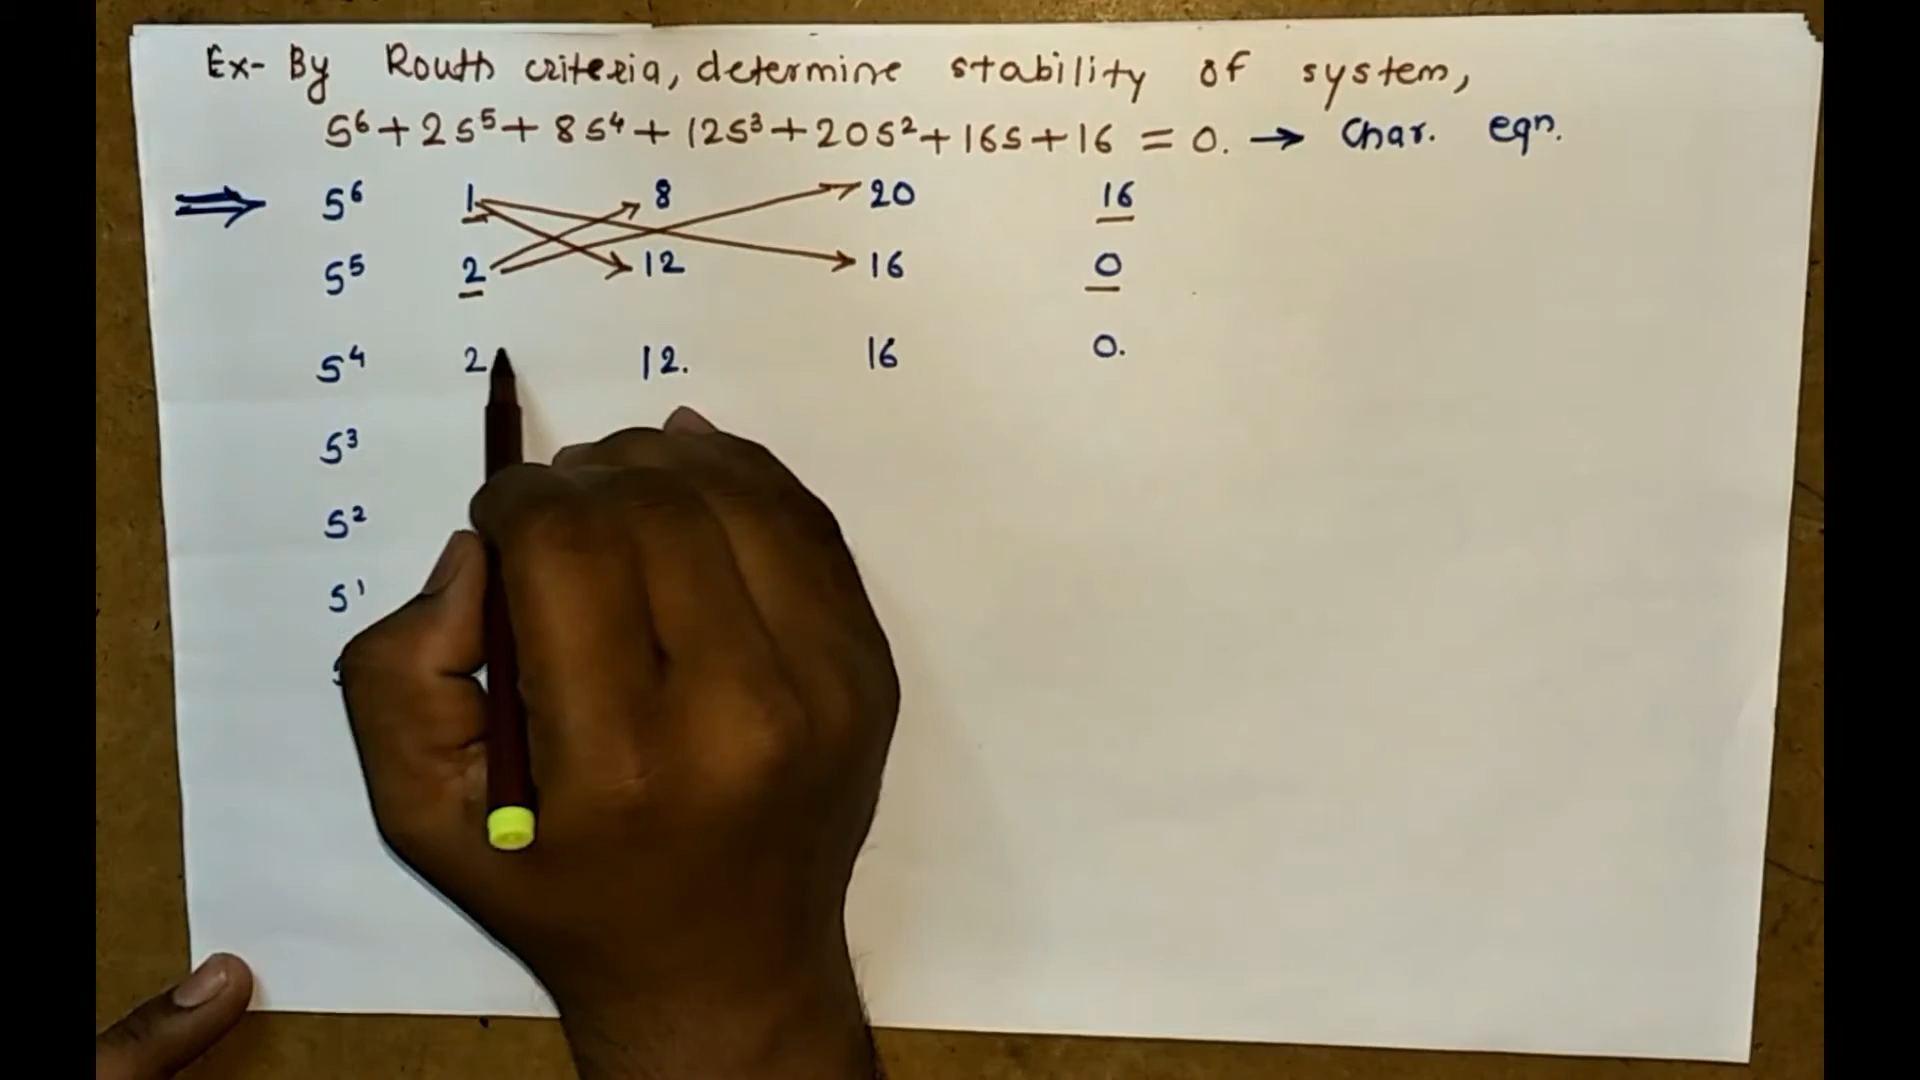 Ex- By Routh criteria, determine stability of system,
S⁶+2S⁵+8S⁴+12S³+20S²+16S+16 = 0. → Char. eqn.
⇒ S⁶ 1 8 20 16
S⁵ 2 12 16 0
S⁴ 2 12. 16 0.
S³
S²
S¹